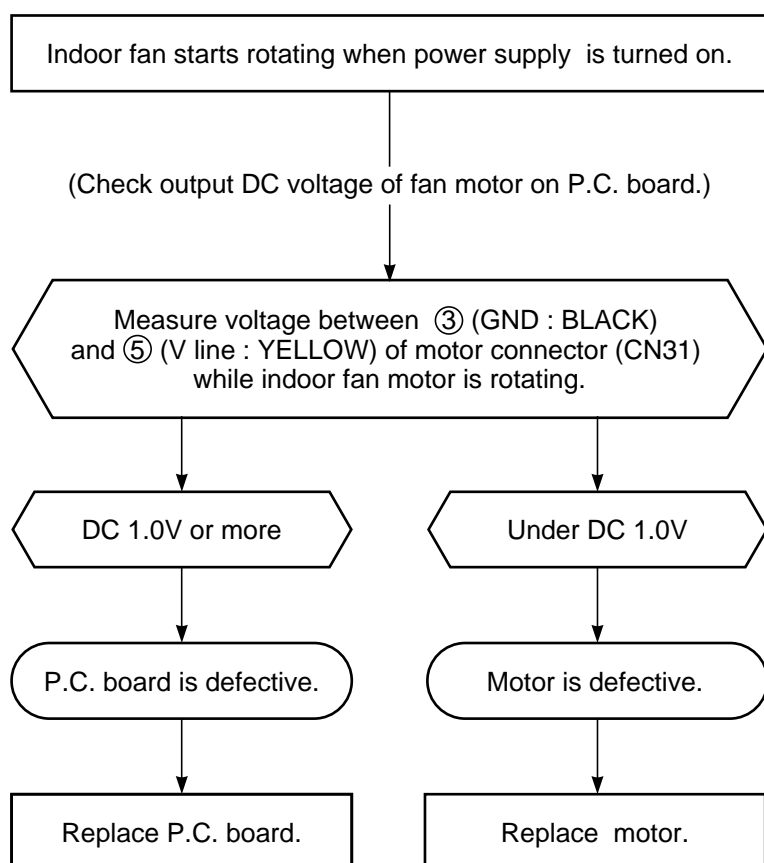 Indoor fan starts rotating when power supply is turned on.
(Check output DC voltage of fan motor on P.C. board.)
Measure voltage between ③ (GND : BLACK)
and ⑤ (V line : YELLOW) of motor connector (CN31)
while indoor fan motor is rotating.
DC 1.0V or more
Under DC 1.0V
P.C. board is defective.
Motor is defective.
Replace P.C. board.
Replace motor.